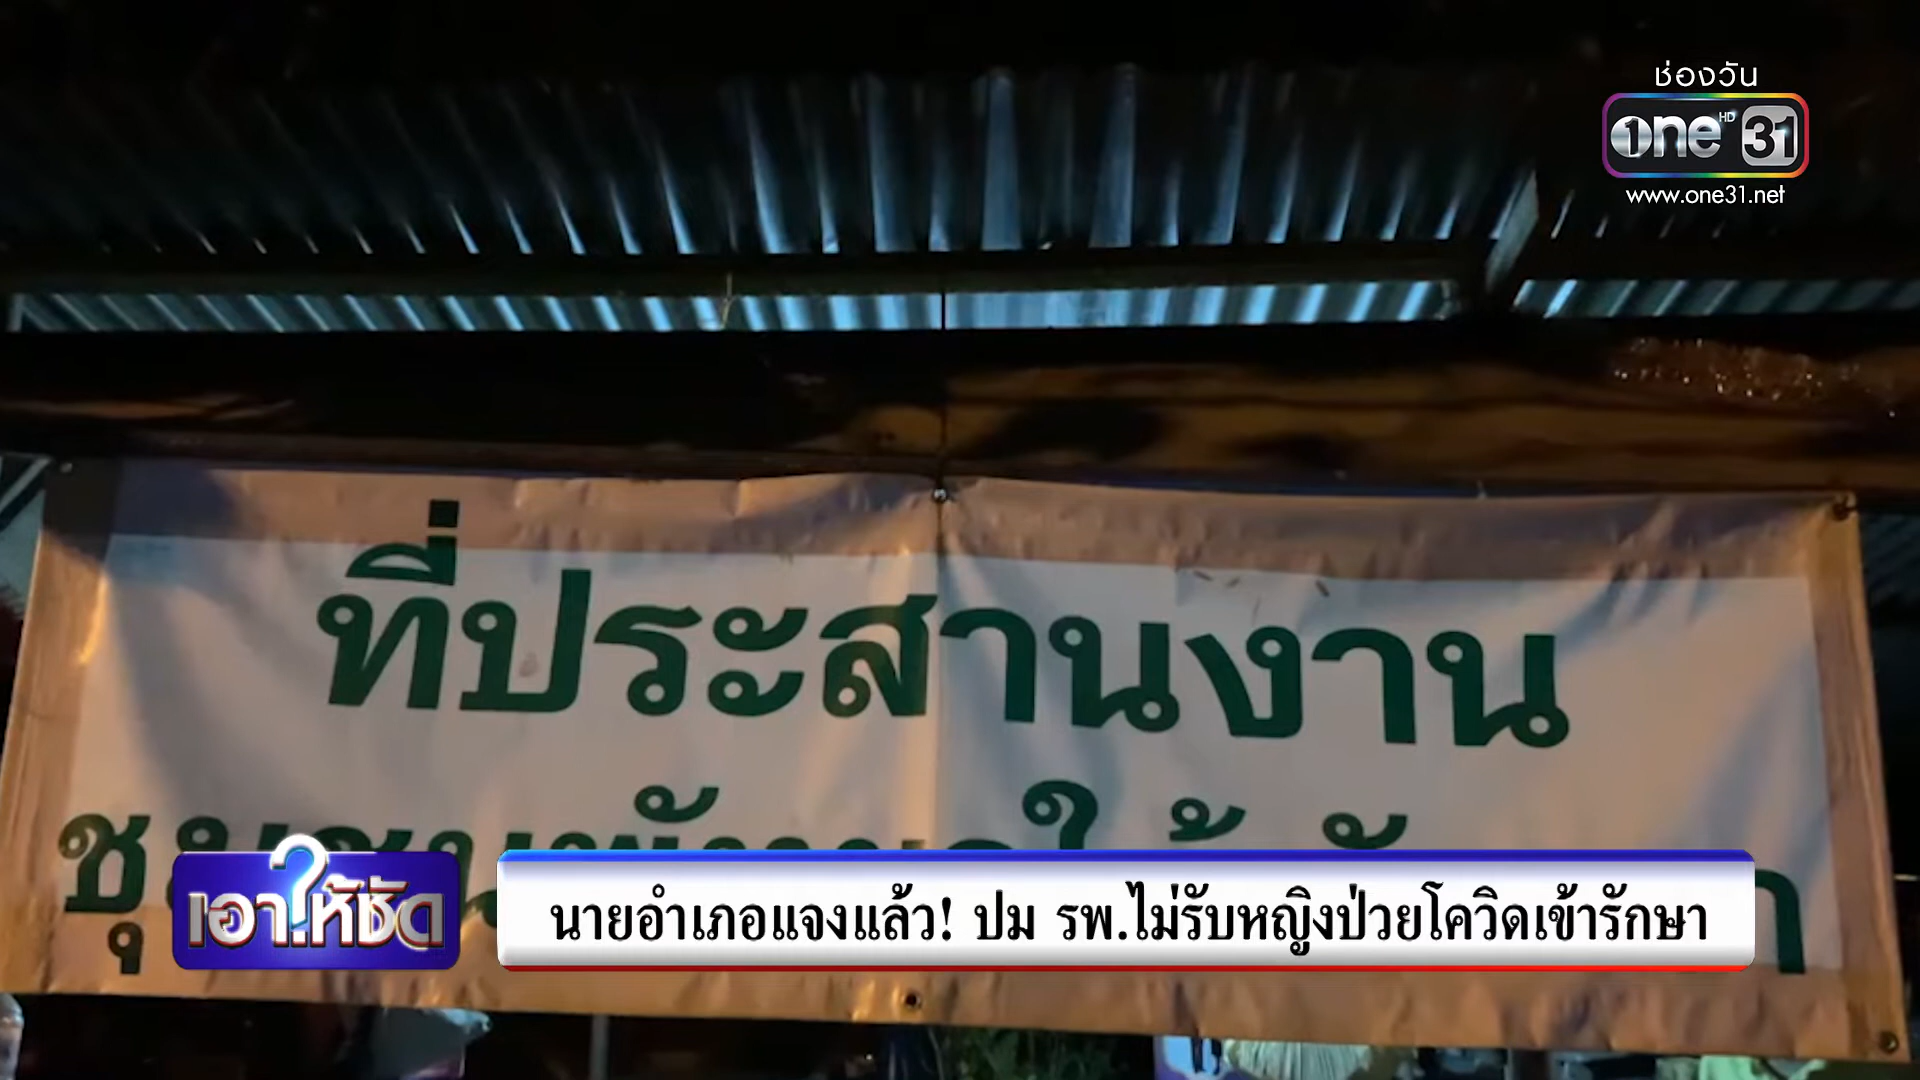 ช่องวัน
one HD 31
www.one31.net
ที่ประสานงาน
เอาให้ชัด
นายอำเภอแจงแล้ว! ปม รพ.ไม่รับหญิงป่วยโควิดเข้ารักษา